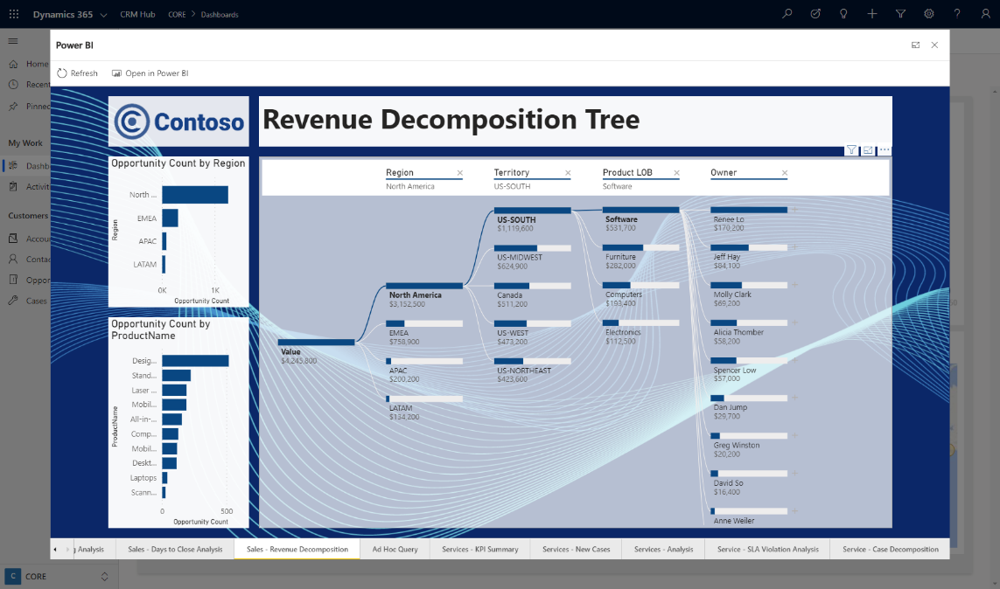 Dynamics 365
CRM Hub
CORE
Dashboards
Power BI
Refresh
Open in Power BI
Home
Recent
Pinned
My Work
Dashb
Activit
Customers
Accou
Conta
Oppor
Cases
C
CORE
Contoso
Revenue Decomposition Tree
Opportunity Count by Region
Region
North ...
EMEA
APAC
LATAM
0K
1K
Opportunity Count
Opportunity Count by
ProductName
ProductName
Desig...
Stand...
Laser ...
Mobil...
All-in-...
Comp...
Mobil...
Deskt...
Laptops
Scann...
0
500
Opportunity Count
Region
North America
Territory
US-SOUTH
Product LOB
Software
Owner
Value
$4,245,800
North America
$3,152,500
EMEA
$758,900
APAC
$200,200
LATAM
$134,200
US-SOUTH
$1,119,600
US-MIDWEST
$624,900
Canada
$511,200
US-WEST
$473,200
US-NORTHEAST
$423,600
Software
$531,700
Furniture
$282,000
Computers
$193,400
Electronics
$112,500
Renee Lo
$170,200
Jeff Hay
$84,100
Molly Clark
$69,200
Alicia Thomber
$58,200
Spencer Low
$57,000
Dan Jump
$29,700
Greg Winston
$20,200
David So
$16,400
Anne Weiler
Analysis
Sales - Days to Close Analysis
Sales - Revenue Decomposition
Ad Hoc Query
Services - KPI Summary
Services - New Cases
Services - Analysis
Service - SLA Violation Analysis
Service - Case Decomposition